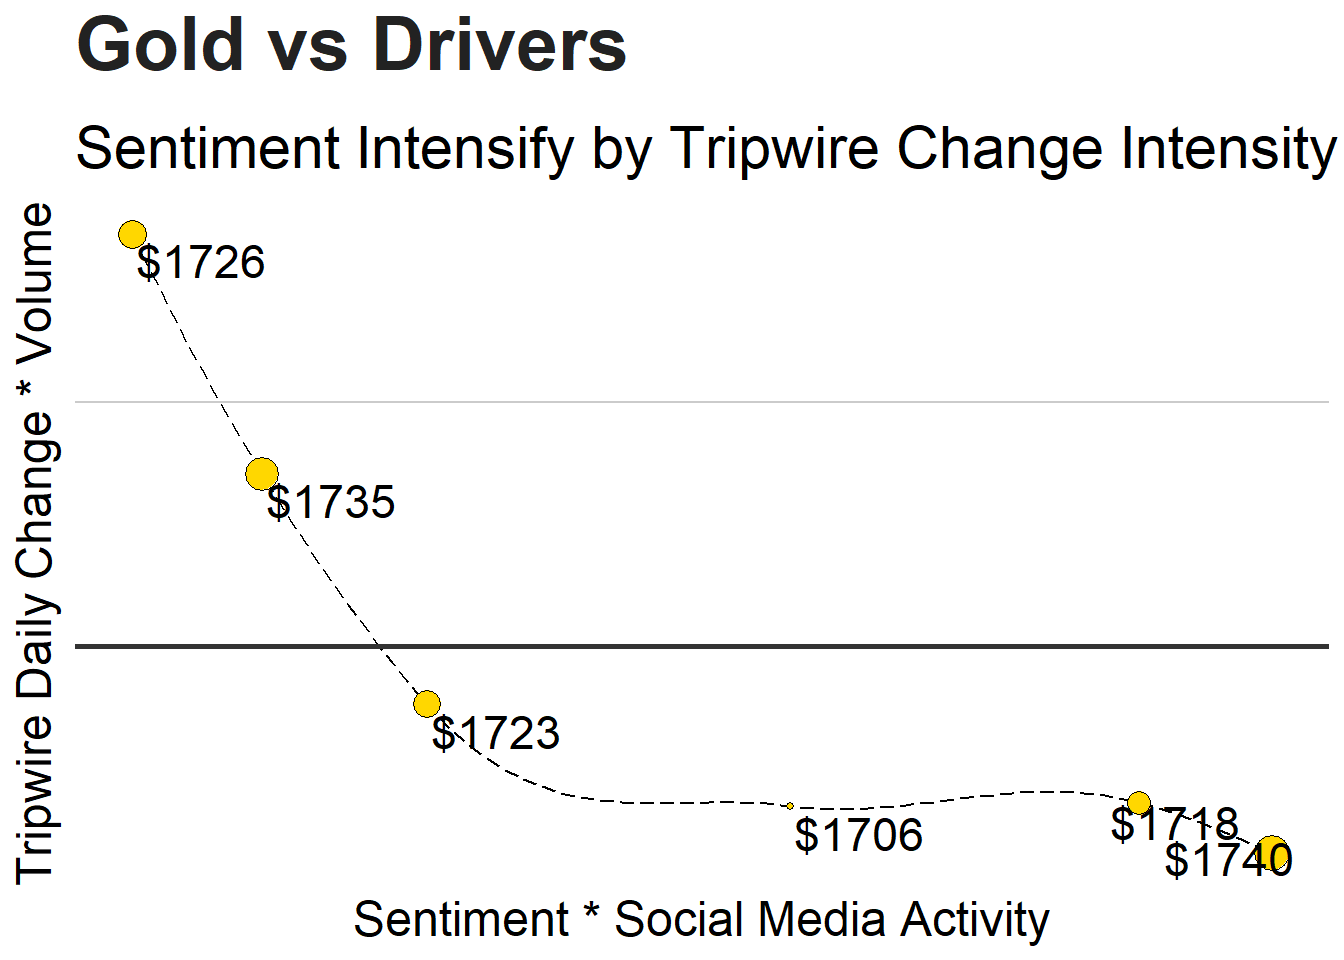 Gold vs Drivers
Sentiment Intensify by Tripwire Change Intensity
Tripwire Daily Change * Volume
$1726
$1735
$1723
$1706
$1718
$1740
Sentiment * Social Media Activity